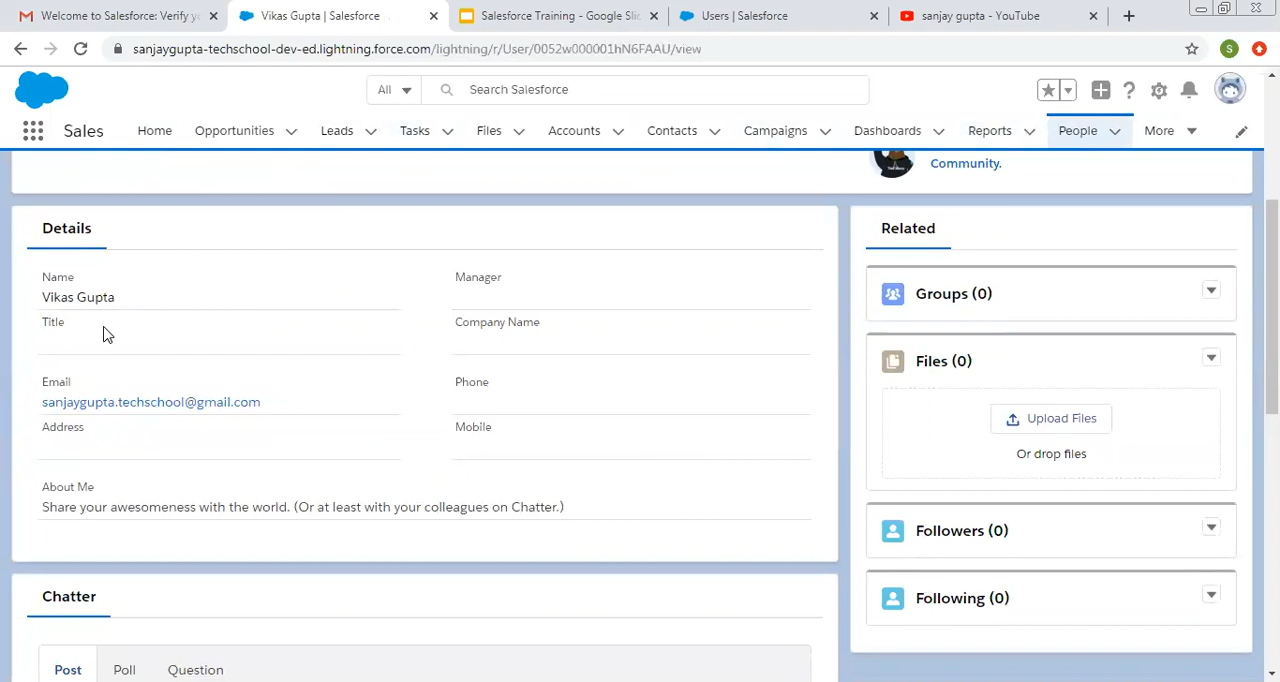 Welcome to Salesforce: Verify y
Vikas Gupta | Salesforce
Salesforce Training - Google Slid
Users | Salesforce
sanjay gupta - YouTube
sanjaygupta-techschool-dev-ed.lightning.force.com/lightning/r/User/0052w000001hN6FAAU/view
S
All
Search Salesforce
Sales
Home
Opportunities
Leads
Tasks
Files
Accounts
Contacts
Campaigns
Dashboards
Reports
People
More
Community.
Details
Name
Vikas Gupta
Manager
Title
Company Name
Email
sanjaygupta.techschool@gmail.com
Phone
Address
Mobile
About Me
Share your awesomeness with the world. (Or at least with your colleagues on Chatter.)
Chatter
Post
Poll
Question
Related
Groups (0)
Files (0)
Upload Files
Or drop files
Followers (0)
Following (0)